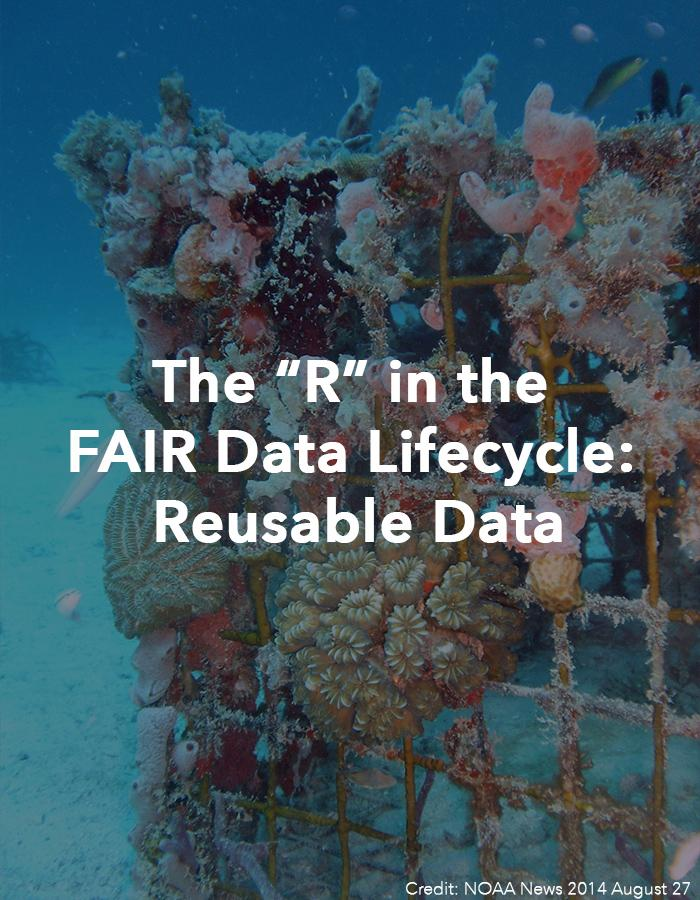 The “R” in the
FAIR Data Lifecycle:
Reusable Data
Credit: NOAA News 2014 August 27